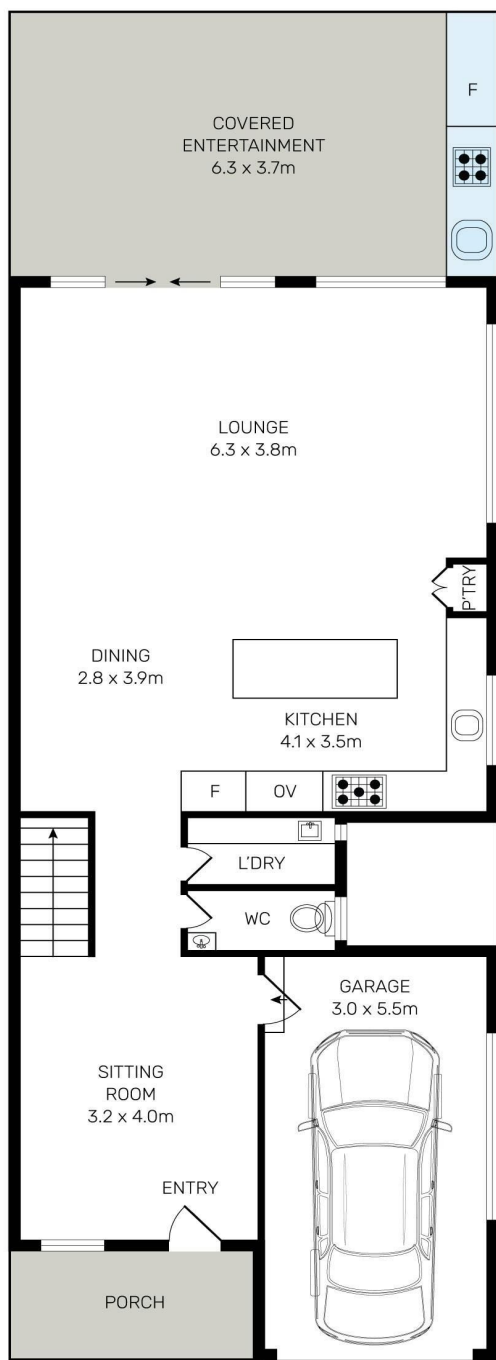 COVERED
ENTERTAINMENT
6.3 x 3.7m
F
LOUNGE
6.3 x 3.8m
P'TRY
DINING
2.8 x 3.9m
KITCHEN
4.1 x 3.5m
F
OV
L'DRY
WC
GARAGE
3.0 x 5.5m
SITTING
ROOM
3.2 x 4.0m
ENTRY
PORCH